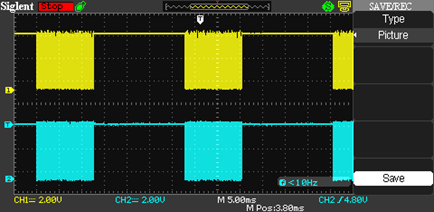 Siglent Stop SAVE/REC
Type
Picture
Save
<10Hz
CH1= 2.00V CH2= 2.00V M 5.00ms CH2 /4.80V
M Pos:3.80ms